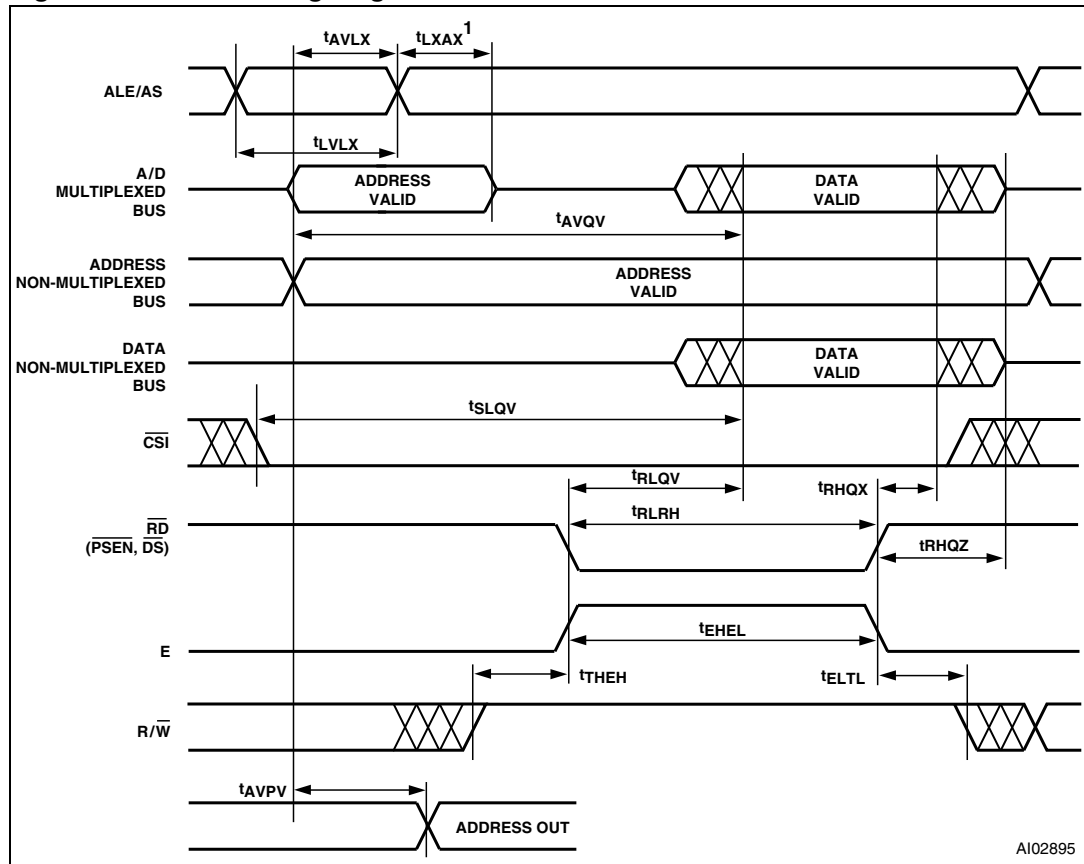 tAVLX tLXAX1
ALE/AS
tLVLX
A/D
MULTIPLEXED
BUS
ADDRESS
VALID
DATA
VALID
tAVQV
ADDRESS
NON-MULTIPLEXED
BUS
ADDRESS
VALID
DATA
NON-MULTIPLEXED
BUS
DATA
VALID
tSLQV
CSI
tRLQV tRHQX
tRLRH
RD
(PSEN, DS)
tRHQZ
tEHEL
E
tTHEH tELTL
R/W
tAVPV
ADDRESS OUT
AI02895